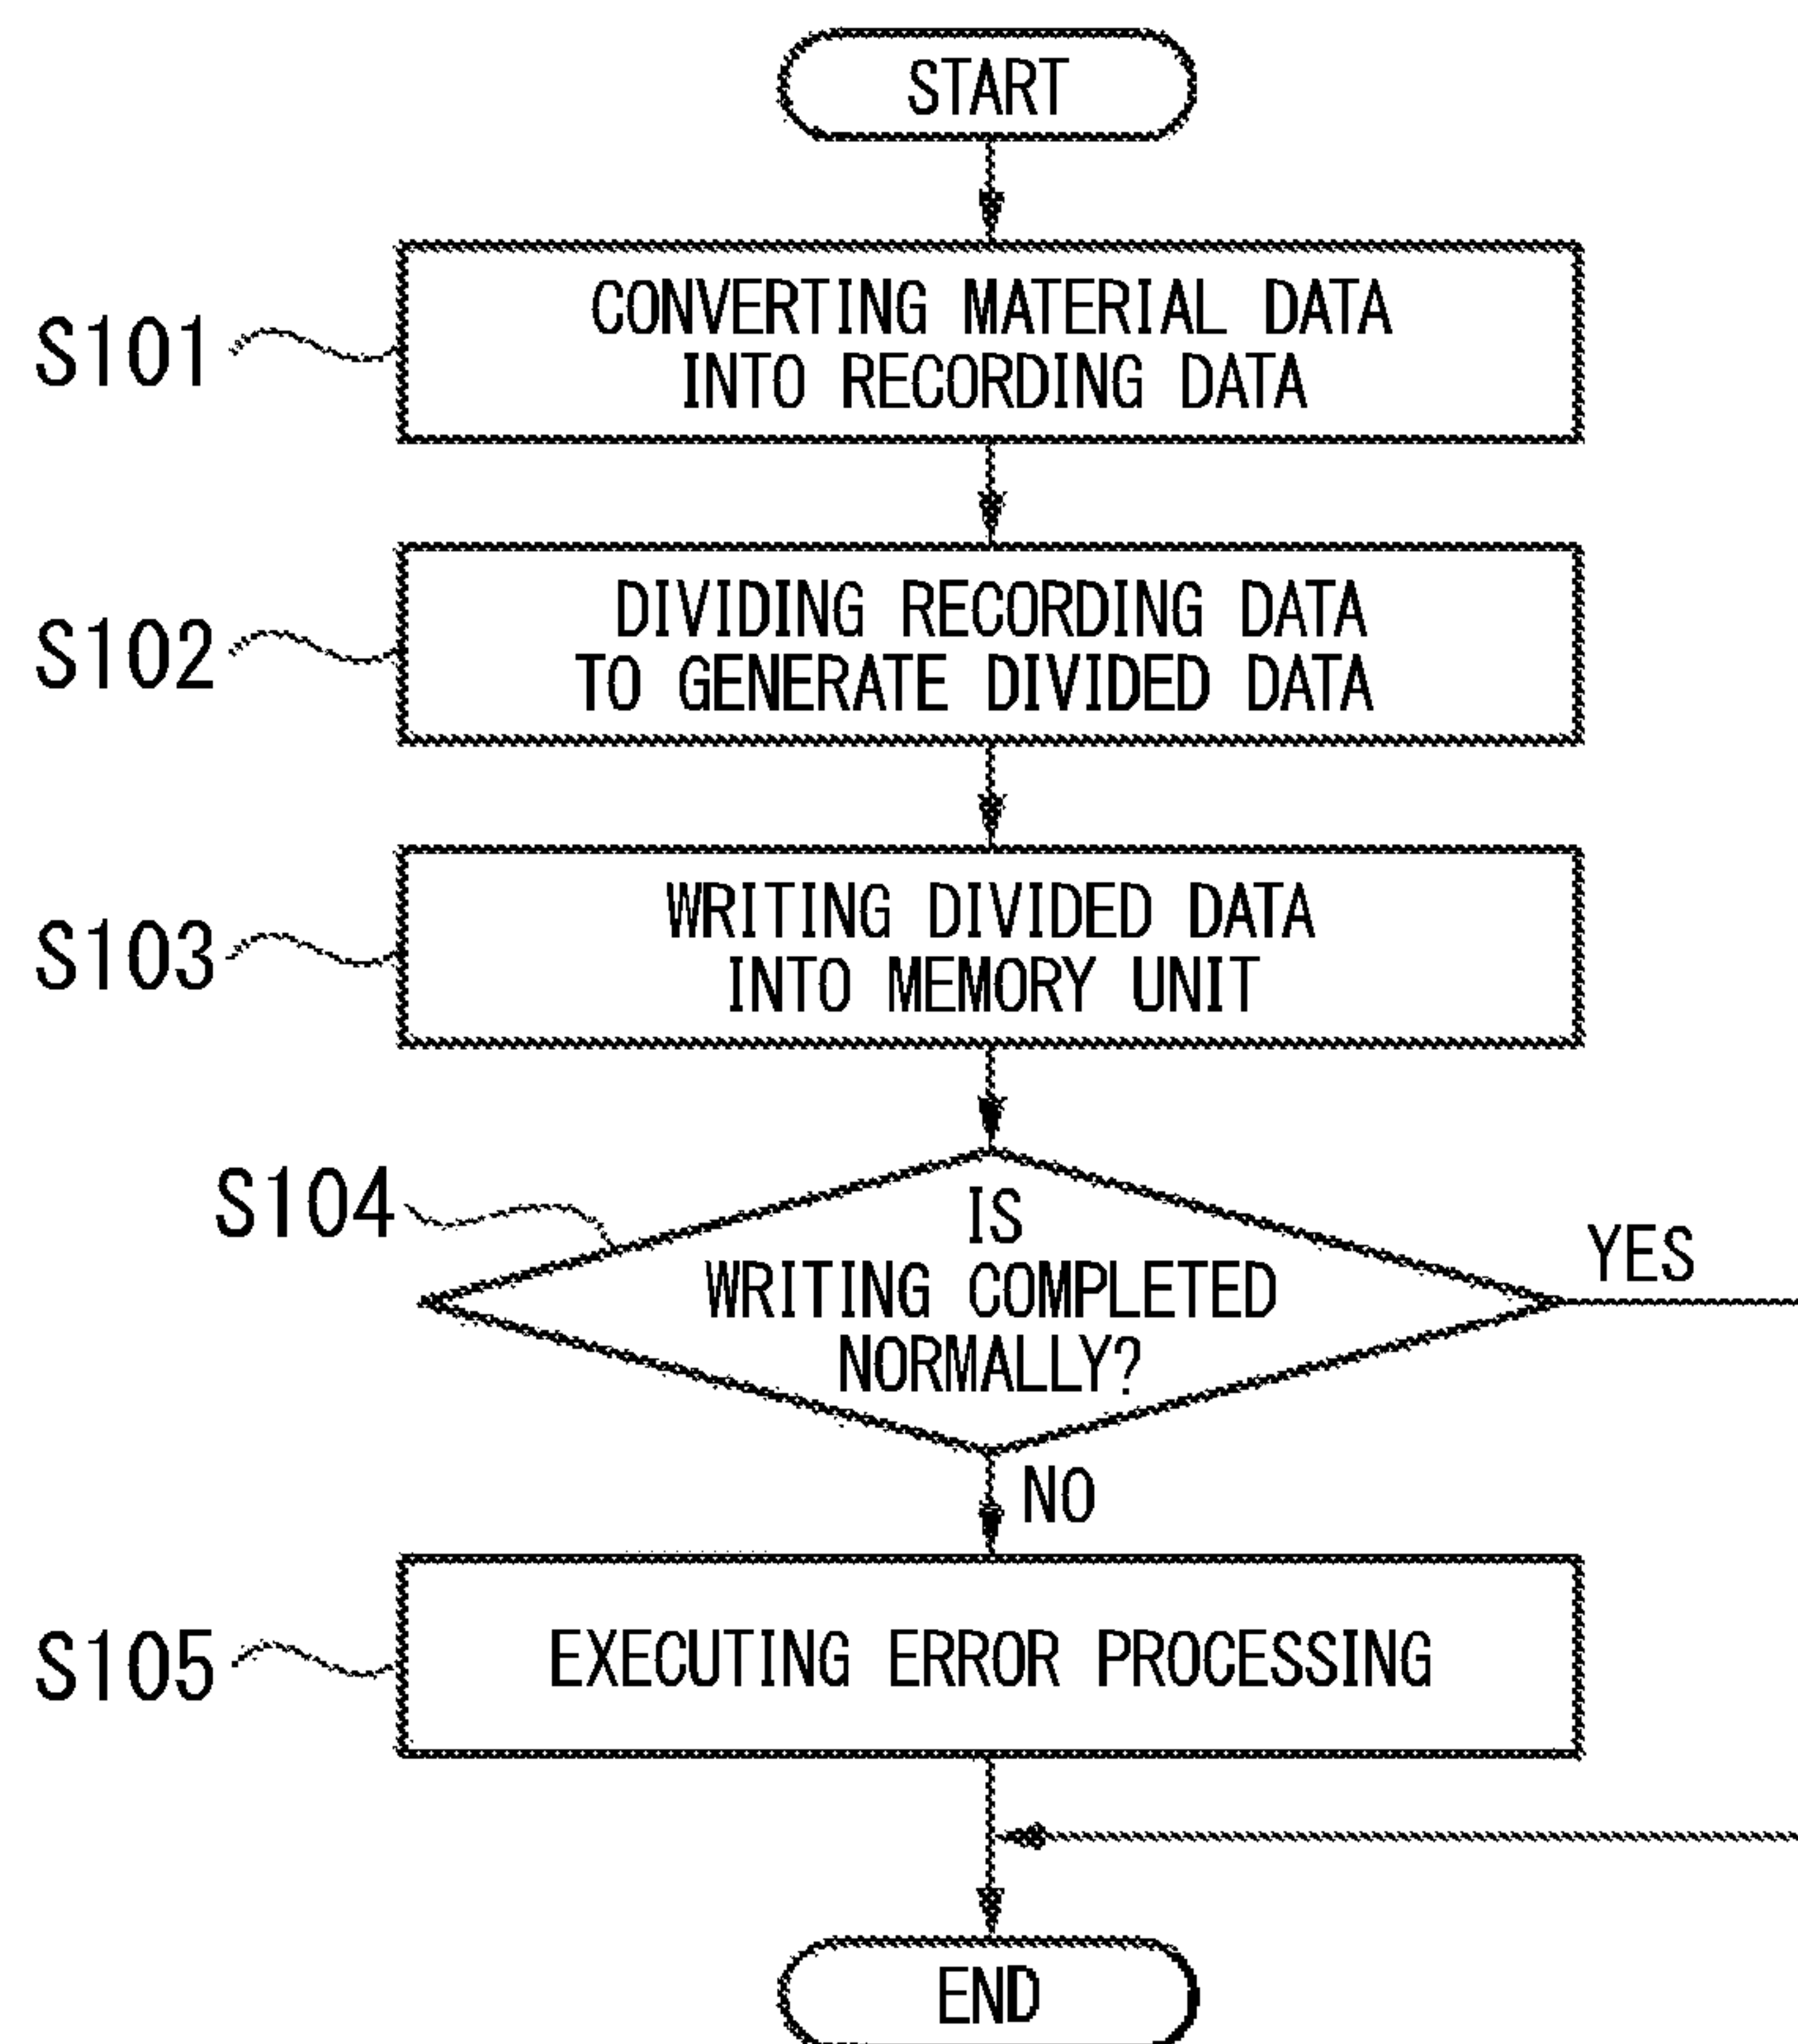 START
S101
CONVERTING MATERIAL DATA
INTO RECORDING DATA
S102
DIVIDING RECORDING DATA
TO GENERATE DIVIDED DATA
S103
WRITING DIVIDED DATA
INTO MEMORY UNIT
S104
IS
WRITING COMPLETED
NORMALLY?
YES
NO
S105
EXECUTING ERROR PROCESSING
END